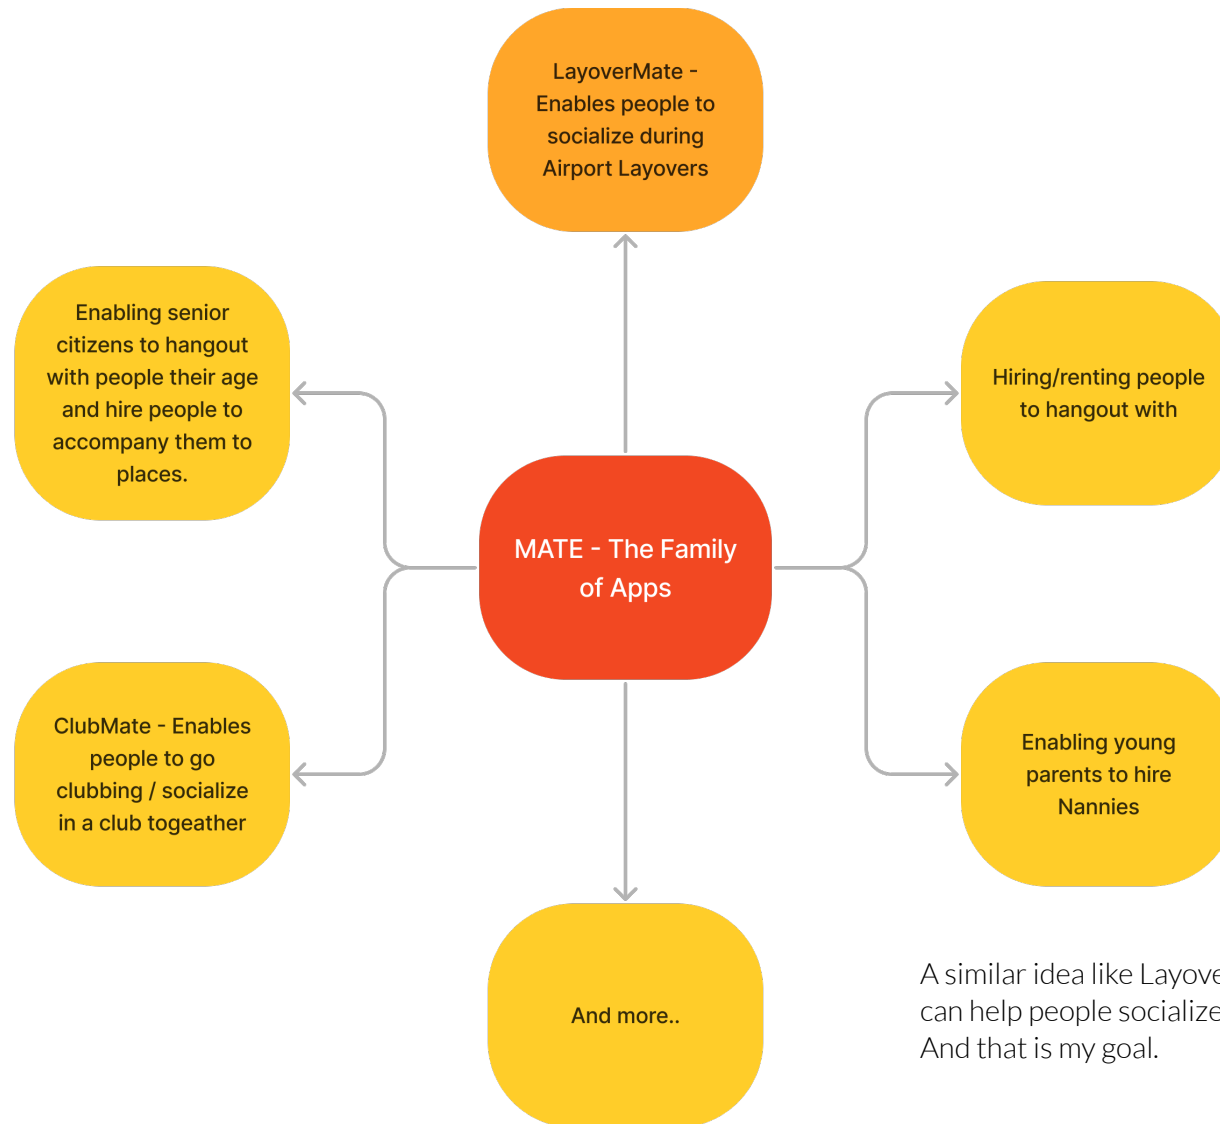 LayoverMate -
Enables people to
socialize during
Airport Layovers
Enabling senior
citizens to hangout
with people their age
and hire people to
accompany them to
places.
Hiring/renting people
to hangout with
MATE - The Family
of Apps
ClubMate - Enables
people to go
clubbing / socialize
in a club togeather
Enabling young
parents to hire
Nannies
And more..
A similar idea like
can help people socialize
And that is my goal.